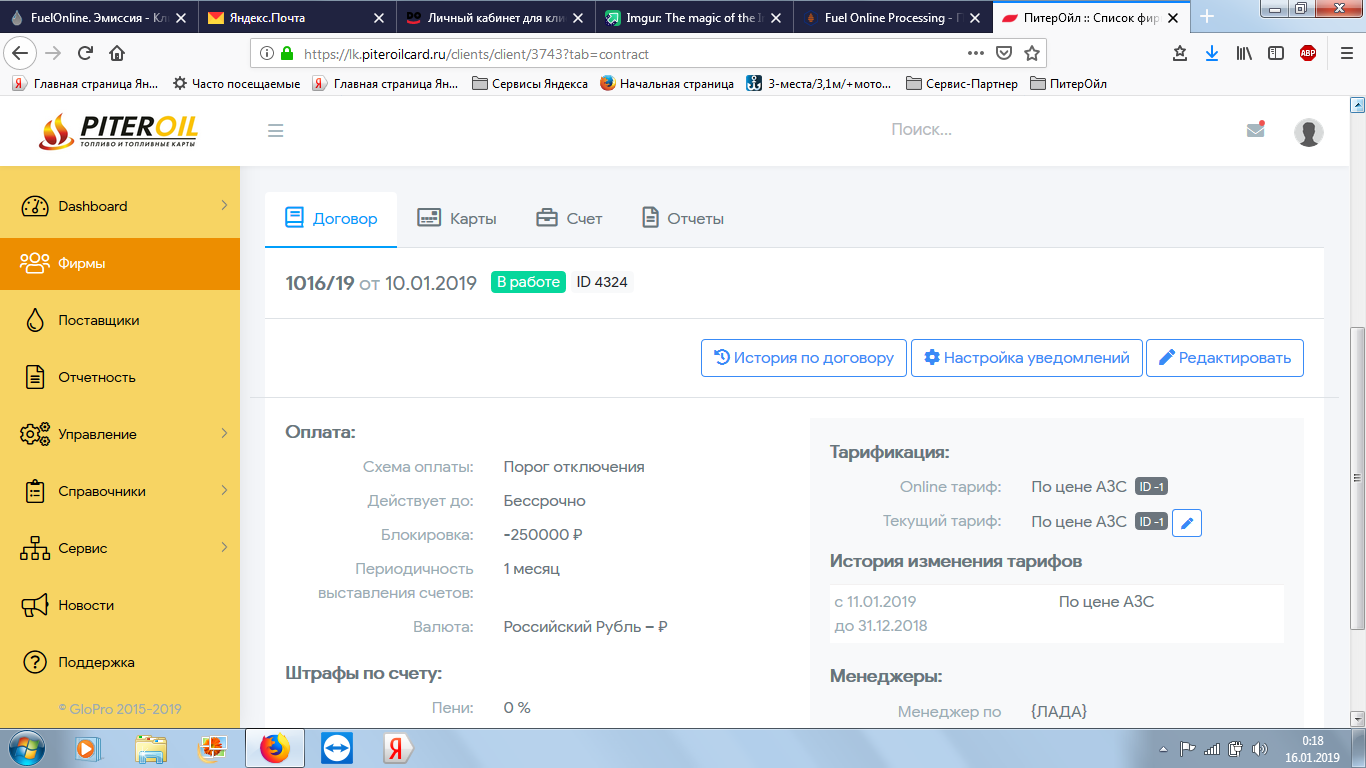 FuelOnline. Эмиссия - Кл
Яндекс.Почта
Личный кабинет для кли
Imgur: The magic of the I
Fuel Online Processing - П
ПитерОйл :: Список фир
https://lk.piteroilcard.ru/clients/client/3743?tab=contract
ABP
Главная страница Ян...
Часто посещаемые
Главная страница Ян...
Сервисы Яндекса
Начальная страница
3-места/3,1м/+мото...
Сервис-Партнер
ПитерОйл
PITEROIL
ТОПЛИВО И ТОПЛИВНЫЕ КАРТЫ
Поиск...
Dashboard
Фирмы
Поставщики
Отчетность
Управление
Справочники
Сервис
Новости
Поддержка
© GloPro 2015-2019
Договор
Карты
Счет
Отчеты
1016/19 от 10.01.2019 В работе ID 4324
История по договору
Настройка уведомлений
Редактировать
Оплата:
Схема оплаты: Порог отключения
Действует до: Бессрочно
Блокировка: -250000 ₽
Периодичность 1 месяц
выставления счетов:
Валюта: Российский Рубль – ₽
Штрафы по счету:
Пени: 0 %
Тарификация:
Online тариф: По цене АЗС ID -1
Текущий тариф: По цене АЗС ID -1
История изменения тарифов
с 11.01.2019 По цене АЗС
до 31.12.2018
Менеджеры:
Менеджер по {ЛАДА}
0:18
16.01.2019